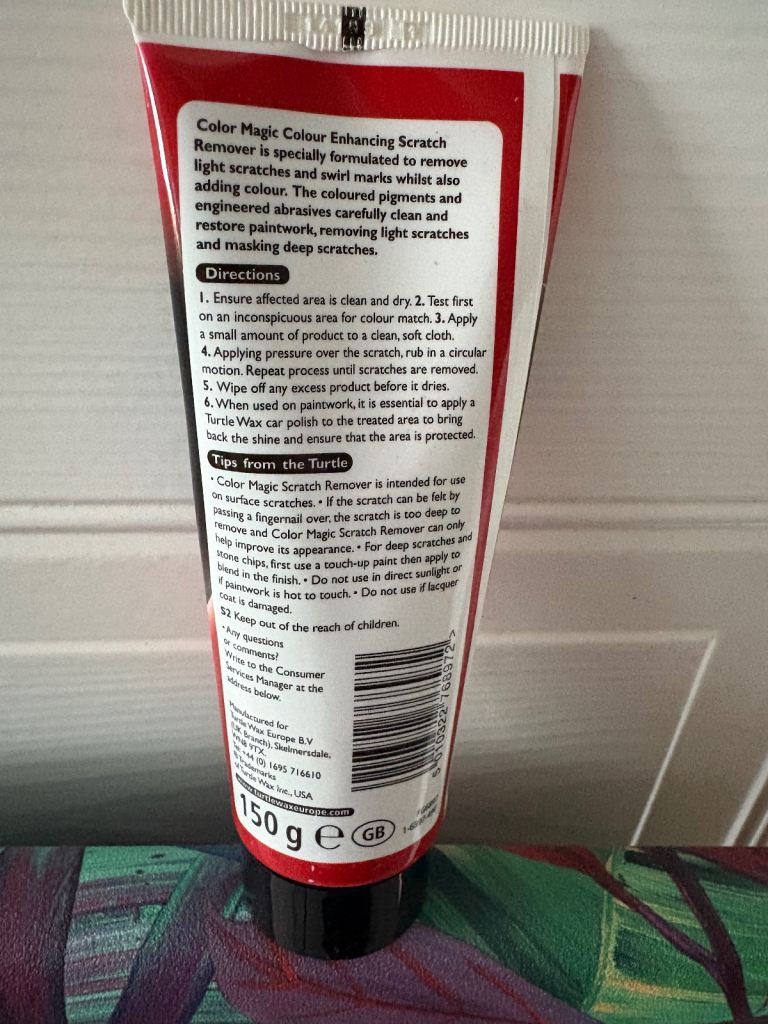 Color Magic Colour Enhancing Scratch
Remover is specially formulated to remove
light scratches and swirl marks whilst also
adding colour. The coloured pigments and
engineered abrasives carefully clean and
restore paintwork, removing light scratches
and masking deep scratches.
Directions
1. Ensure affected area is clean and dry. 2. Test first
on an inconspicuous area for colour match. 3. Apply
a small amount of product to a clean, soft cloth.
4. Applying pressure over the scratch, rub in a circular
motion. Repeat process until scratches are removed.
5. Wipe off any excess product before it dries.
6. When used on paintwork, it is essential to apply a
Turtle Wax car polish to the treated area to bring
back the shine and ensure that the area is protected.
Tips from the Turtle
• Color Magic Scratch Remover is intended for use
on surface scratches. • If the scratch can be felt by
passing a fingernail over, the scratch is too deep to
remove and Color Magic Scratch Remover can only
help improve its appearance. • For deep scratches and
stone chips, first use a touch-up paint then apply to
blend in the finish. • Do not use in direct sunlight or
if paintwork is hot to touch. • Do not use if lacquer
coat is damaged.
S2 Keep out of the reach of children.
• Any questions
or comments?
Write to the Consumer
Services Manager at the
address below.
Manufactured for
Turtle Wax Europe B.V
(UK Branch), Skelmersdale,
WN8 9TX.
Tel: +44 (0) 1695 716610
® Trademarks
of Turtle Wax Inc., USA
www.turtlewaxeurope.com
150 g e GB
5 010322 768972 >